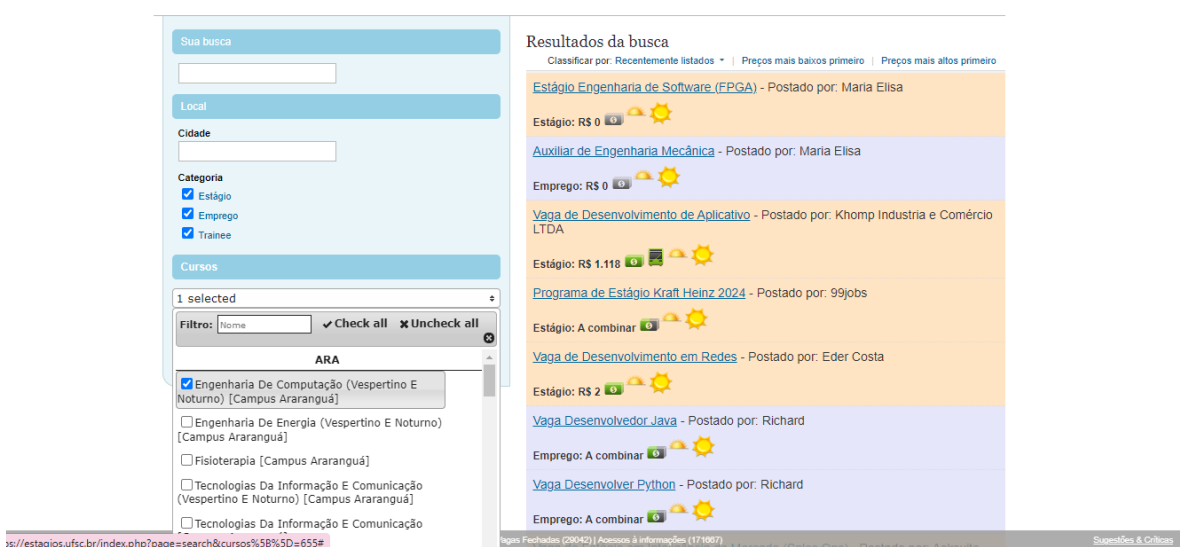 Sua busca
Local
Cidade
Categoria
Estágio
Emprego
Trainee
Cursos
1 selected
Filtro: Nome Check all Uncheck all
ARA
Engenharia De Computação (Vespertino E
Noturno) [Campus Araranguá]
Engenharia De Energia (Vespertino E Noturno)
[Campus Araranguá]
Fisioterapia [Campus Araranguá]
Tecnologias Da Informação E Comunicação
(Vespertino E Noturno) [Campus Araranguá]
Tecnologias Da Informação E Comunicação
Resultados da busca
Classificar por: Recentemente listados | Preços mais baixos primeiro | Preços mais altos primeiro
Estágio Engenharia de Software (FPGA) - Postado por: Maria Elisa
Estágio: R$ 0
Auxiliar de Engenharia Mecânica - Postado por: Maria Elisa
Emprego: R$ 0
Vaga de Desenvolvimento de Aplicativo - Postado por: Khomp Industria e Comércio
LTDA
Estágio: R$ 1.118
Programa de Estágio Kraft Heinz 2024 - Postado por: 99jobs
Estágio: A combinar
Vaga de Desenvolvimento em Redes - Postado por: Eder Costa
Estágio: R$ 2
Vaga Desenvolvedor Java - Postado por: Richard
Emprego: A combinar
Vaga Desenvolver Python - Postado por: Richard
Emprego: A combinar
os://estagios.ufsc.br/index.php?page=search&cursos%5B%5D=655#
agas Fechadas (29042) | Acessos à informações (171667)
Sugestões & Críticas